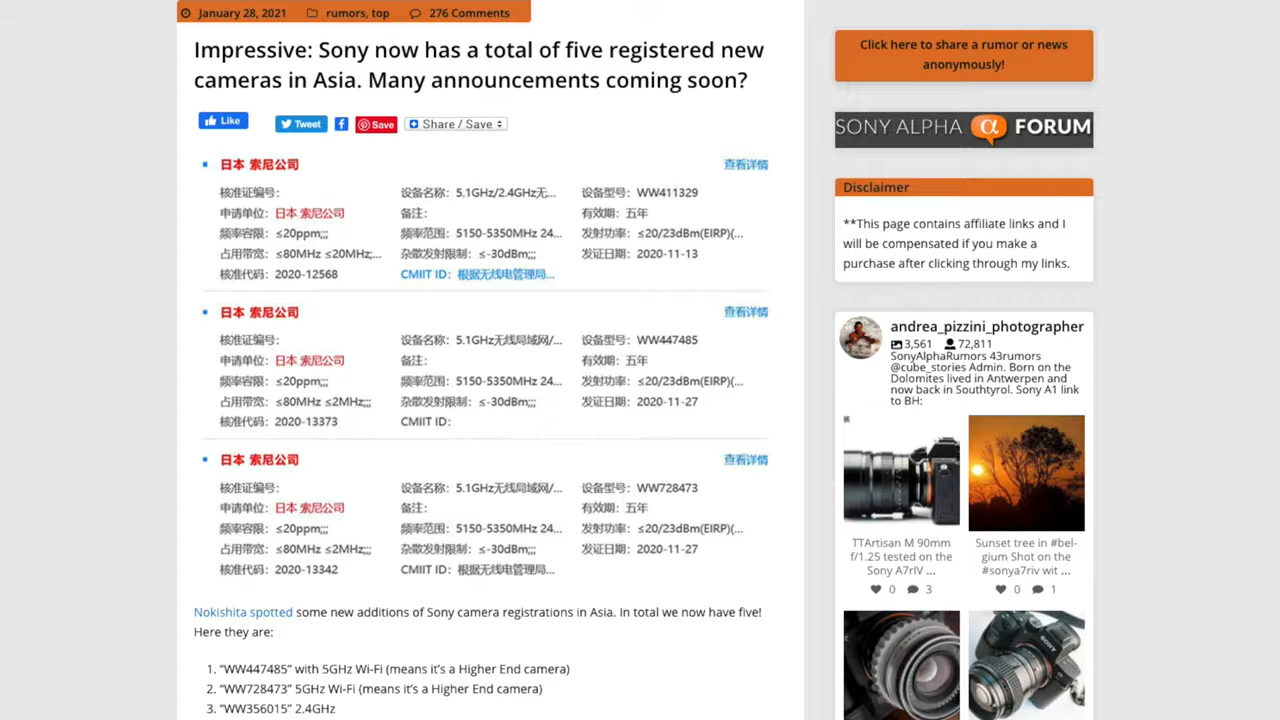 January 28, 2021 rumors, top 276 Comments
Impressive: Sony now has a total of five registered new
cameras in Asia. Many announcements coming soon?
Like Tweet Save Share / Save
日本 索尼公司 查看详情
核准证编号: 设备名称: 5.1GHz/2.4GHz无... 设备型号: WW411329
申请单位: 日本 索尼公司 备注: 有效期: 五年
频率容限: ≤20ppm;;; 频率范围: 5150-5350MHz 24... 发射功率: ≤20/23dBm(EIRP)(...
占用带宽: ≤80MHz ≤20MHz;... 杂散发射限制: ≤-30dBm;;; 发证日期: 2020-11-13
核准代码: 2020-12568 CMIIT ID: 根据无线电管理局...
日本 索尼公司 查看详情
核准证编号: 设备名称: 5.1GHz无线局域网/... 设备型号: WW447485
申请单位: 日本 索尼公司 备注: 有效期: 五年
频率容限: ≤20ppm;;; 频率范围: 5150-5350MHz 24... 发射功率: ≤20/23dBm(EIRP)(...
占用带宽: ≤80MHz ≤2MHz;;; 杂散发射限制: ≤-30dBm;;; 发证日期: 2020-11-27
核准代码: 2020-13373 CMIIT ID:
日本 索尼公司 查看详情
核准证编号: 设备名称: 5.1GHz无线局域网/... 设备型号: WW728473
申请单位: 日本 索尼公司 备注: 有效期: 五年
频率容限: ≤20ppm;;; 频率范围: 5150-5350MHz 24... 发射功率: ≤20/23dBm(EIRP)(...
占用带宽: ≤80MHz ≤2MHz;;; 杂散发射限制: ≤-30dBm;;; 发证日期: 2020-11-27
核准代码: 2020-13342 CMIIT ID: 根据无线电管理局...
Nokishita spotted some new additions of Sony camera registrations in Asia. In total we now have five!
Here they are:
1. “WW447485” with 5GHz Wi-Fi (means it’s a Higher End camera)
2. “WW728473” 5GHz Wi-Fi (means it’s a Higher End camera)
3. “WW356015” 2.4GHz
Click here to share a rumor or news
anonymously!
SONY ALPHA α FORUM
Disclaimer
**This page contains affiliate links and I
will be compensated if you make a
purchase after clicking through my links.
andrea_pizzini_photographer
3,561 72,811
SonyAlphaRumors 43rumors
@cube_stories Admin. Born on the
Dolomites lived in Antwerpen and
now back in Southtyrol. Sony A1 link
to BH:
TTArtisan M 90mm
f/1.25 tested on the
Sony A7rIV ...
0 3
Sunset tree in #bel-
gium Shot on the
#sonya7riv wit ...
0 1
SONY